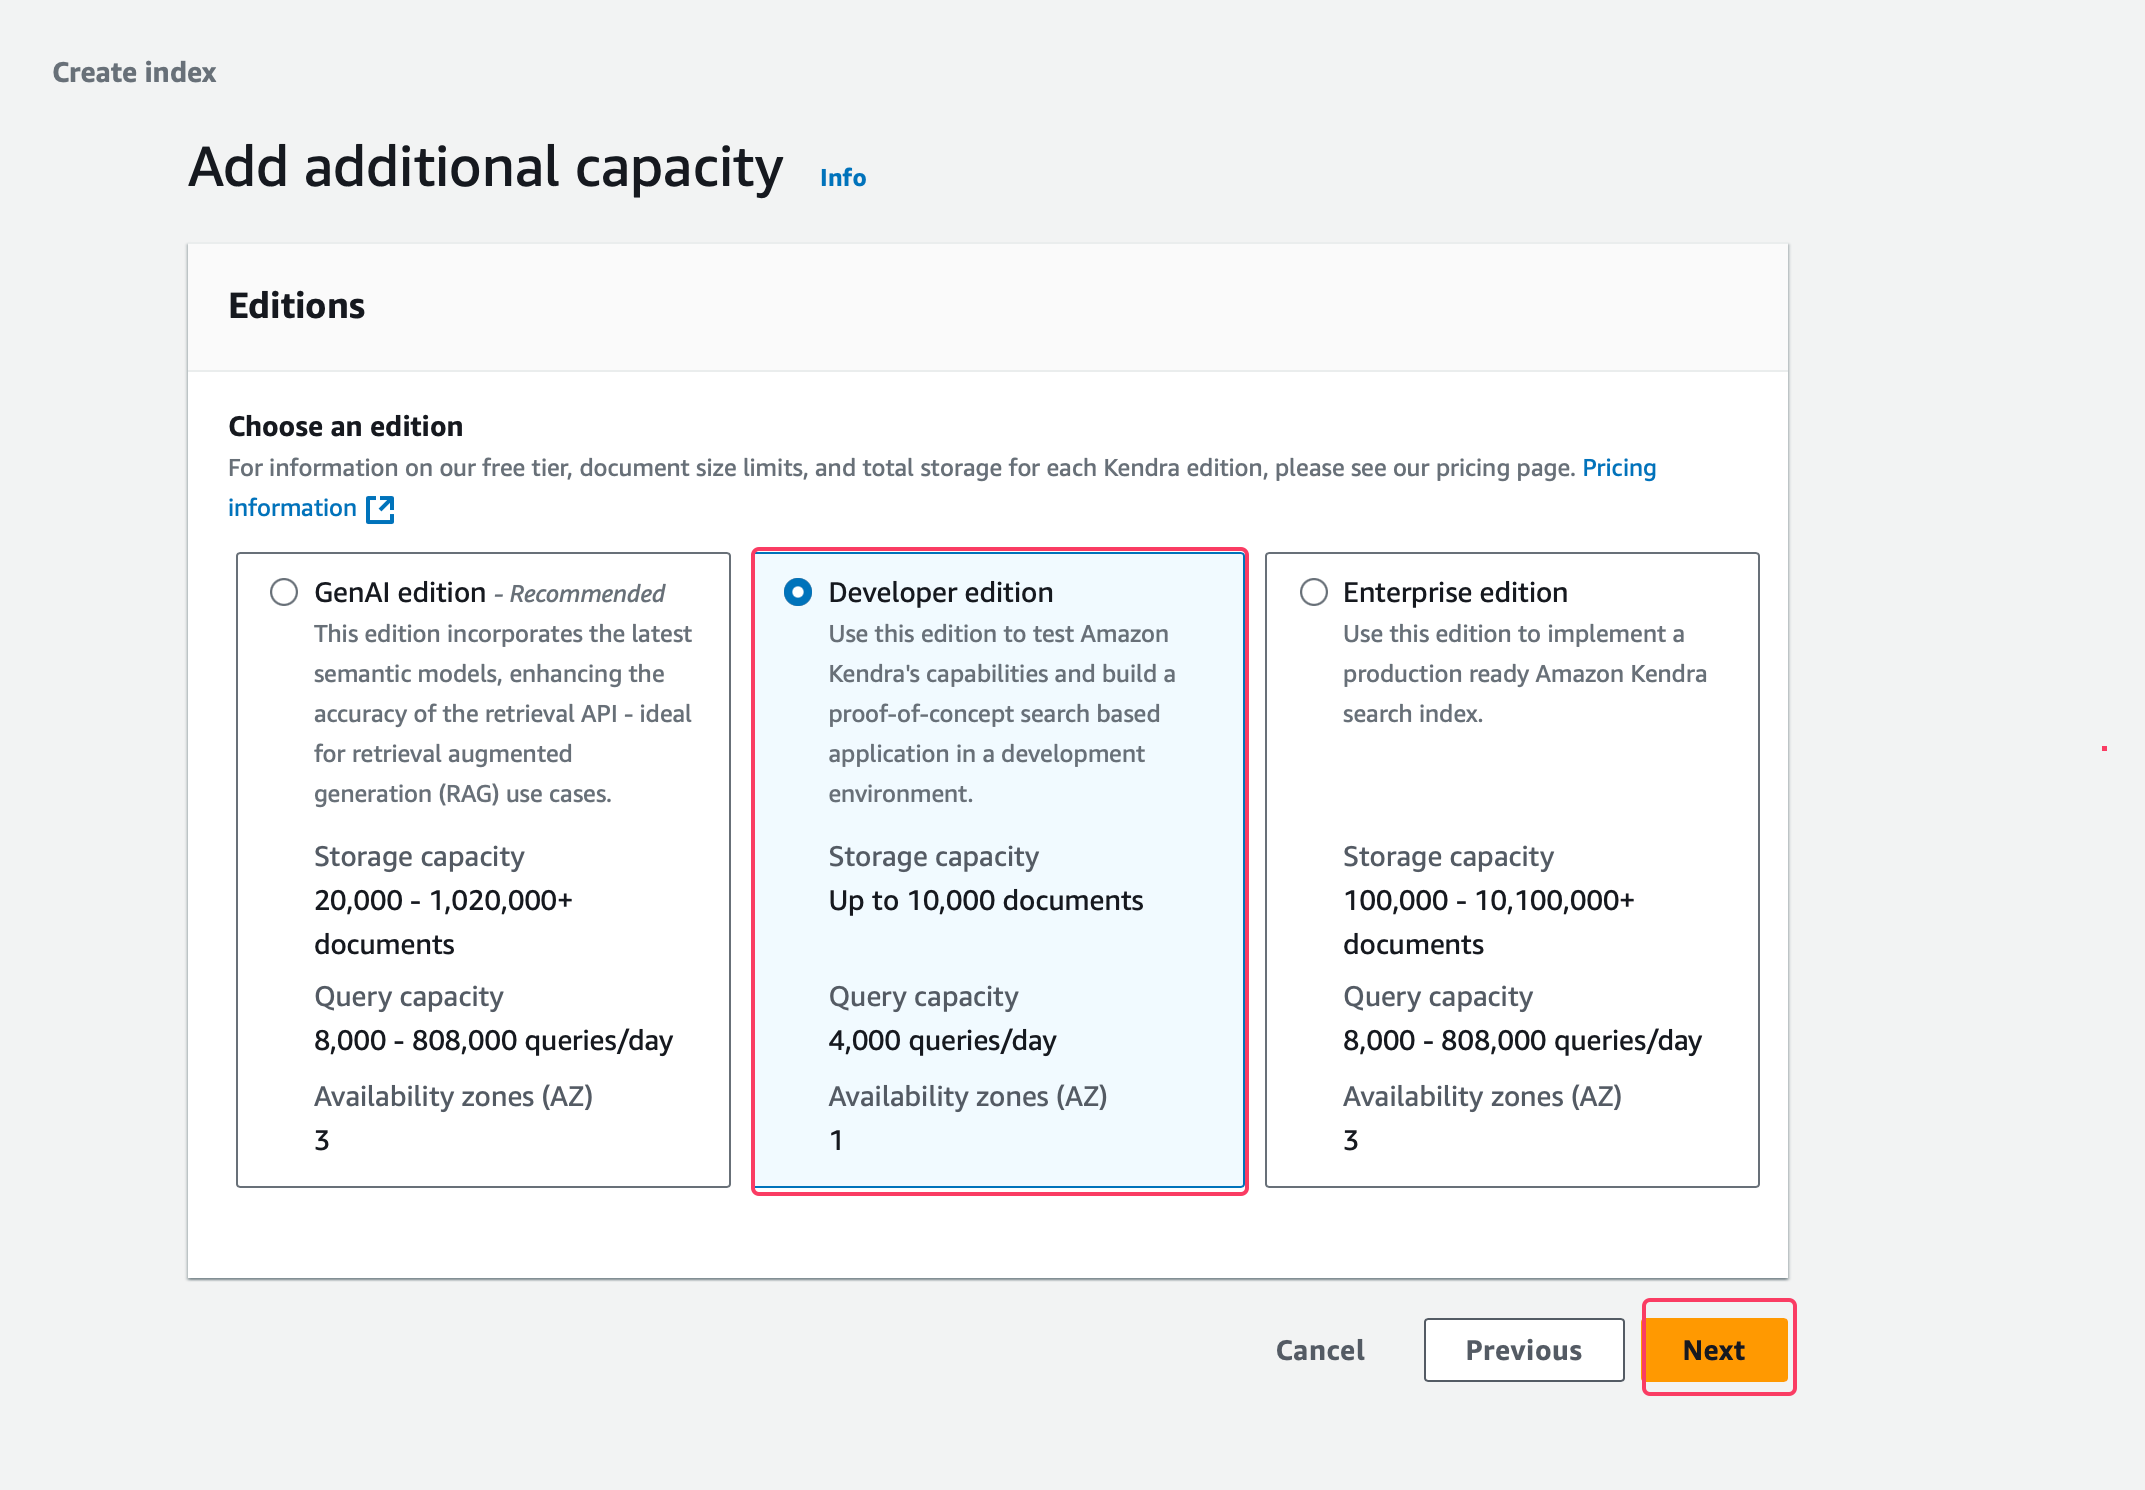 Create index
Add additional capacity Info
Editions
Choose an edition
For information on our free tier, document size limits, and total storage for each Kendra edition, please see our pricing page. Pricing
information
GenAI edition - Recommended
This edition incorporates the latest
semantic models, enhancing the
accuracy of the retrieval API - ideal
for retrieval augmented
generation (RAG) use cases.
Storage capacity
20,000 - 1,020,000+
documents
Query capacity
8,000 - 808,000 queries/day
Availability zones (AZ)
3
Developer edition
Use this edition to test Amazon
Kendra's capabilities and build a
proof-of-concept search based
application in a development
environment.
Storage capacity
Up to 10,000 documents
Query capacity
4,000 queries/day
Availability zones (AZ)
1
Enterprise edition
Use this edition to implement a
production ready Amazon Kendra
search index.
Storage capacity
100,000 - 10,100,000+
documents
Query capacity
8,000 - 808,000 queries/day
Availability zones (AZ)
3
Cancel Previous Next